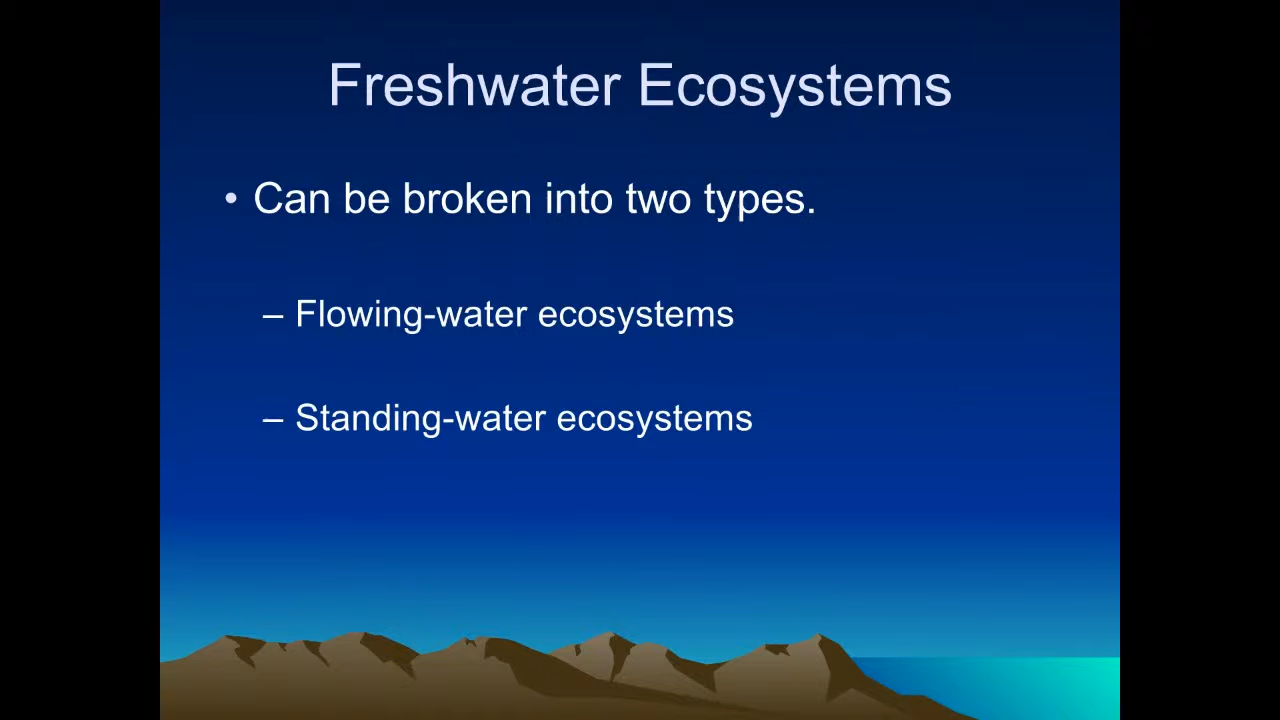 Freshwater Ecosystems
• Can be broken into two types.
– Flowing-water ecosystems
– Standing-water ecosystems